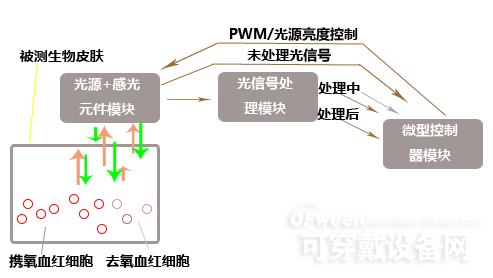 PWM/光源亮度控制
被测生物皮肤
未处理光信号
光源+感光
元件模块
光信号处
理模块
处理中
处理后
微型控制
器模块
OFweek
可穿戴设备网
携氧血红细胞
去氧血红细胞